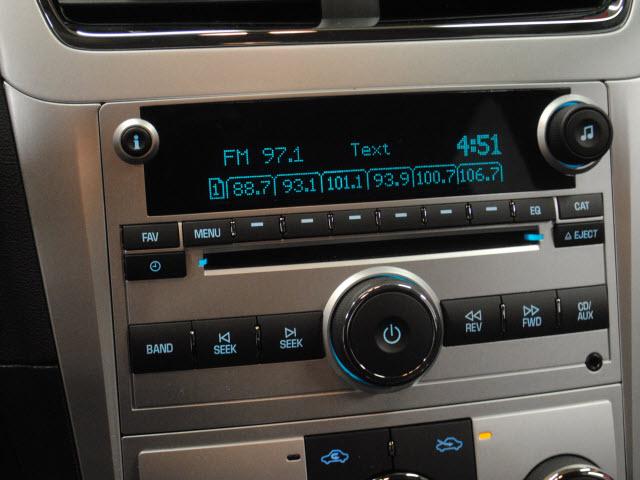 i
FM 97.1 Text 4:51
1 88.7 93.1 101.1 93.9 100.7 106.7
FAV MENU EQ CAT
EJECT
BAND SEEK SEEK REV FWD CD/AUX